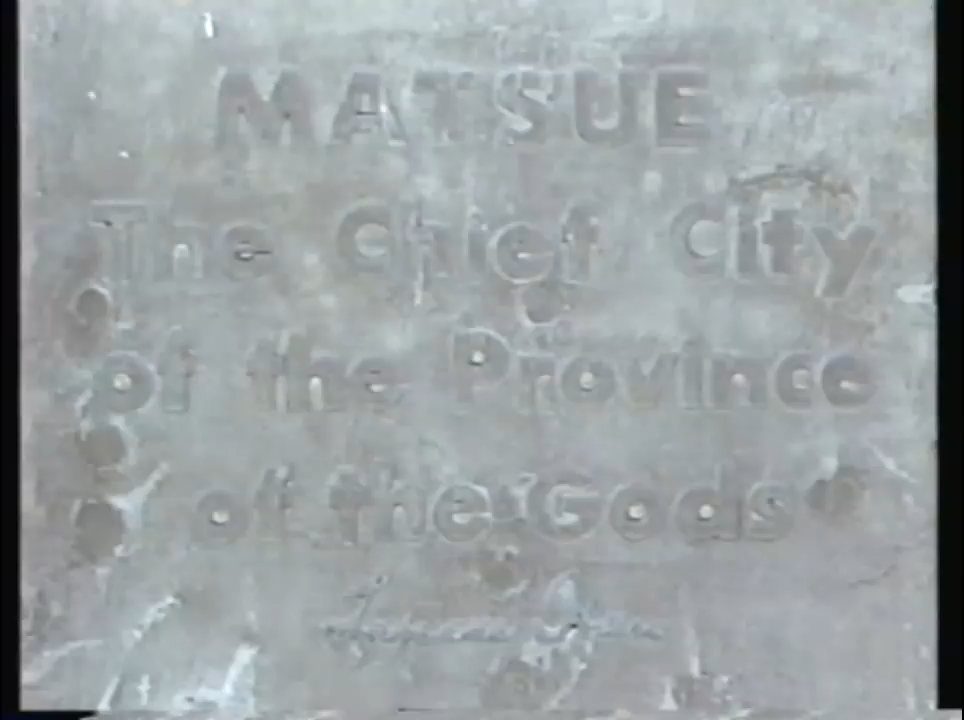 MATSUE
The Chief City
of the Province
of the Gods